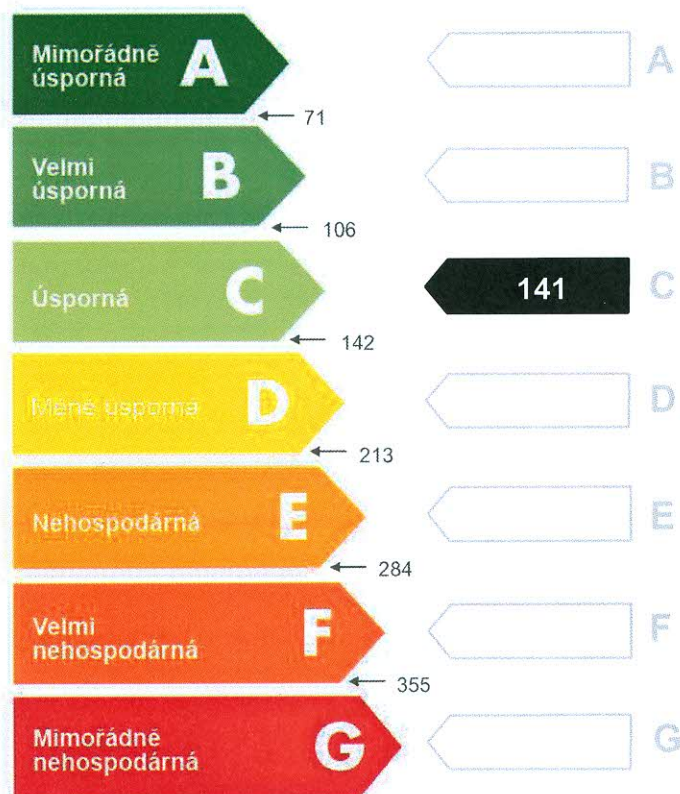 Mimořádně
úsporná
A
A
71
Velmi
úsporná
B
B
106
Úsporná
C
141
C
142
Méně úsporná
D
D
213
Nehospodárná
E
E
284
Velmi
nehospodárná
F
F
355
Mimořádně
nehospodárná
G
G